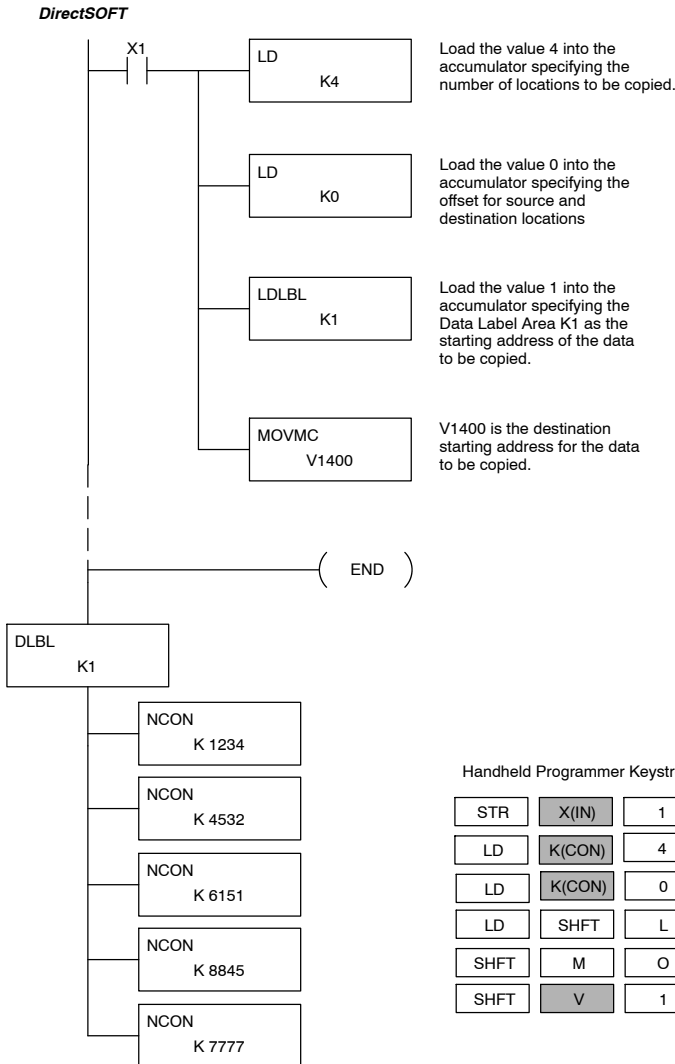 DirectSOFT
X1
LD
K4
Load the value 4 into the
accumulator specifying the
number of locations to be copied.
LD
K0
Load the value 0 into the
accumulator specifying the
offset for source and
destination locations
LDLBL
K1
Load the value 1 into the
accumulator specifying the
Data Label Area K1 as the
starting address of the data
to be copied.
MOVMC
V1400
V1400 is the destination
starting address for the data
to be copied.
END
DLBL
K1
NCON
K 1234
NCON
K 4532
NCON
K 6151
NCON
K 8845
NCON
K 7777
Handheld Programmer
STR X(IN) 1
LD K(CON) 4
LD K(CON) 0
LD SHFT L
SHFT M O
SHFT V 1